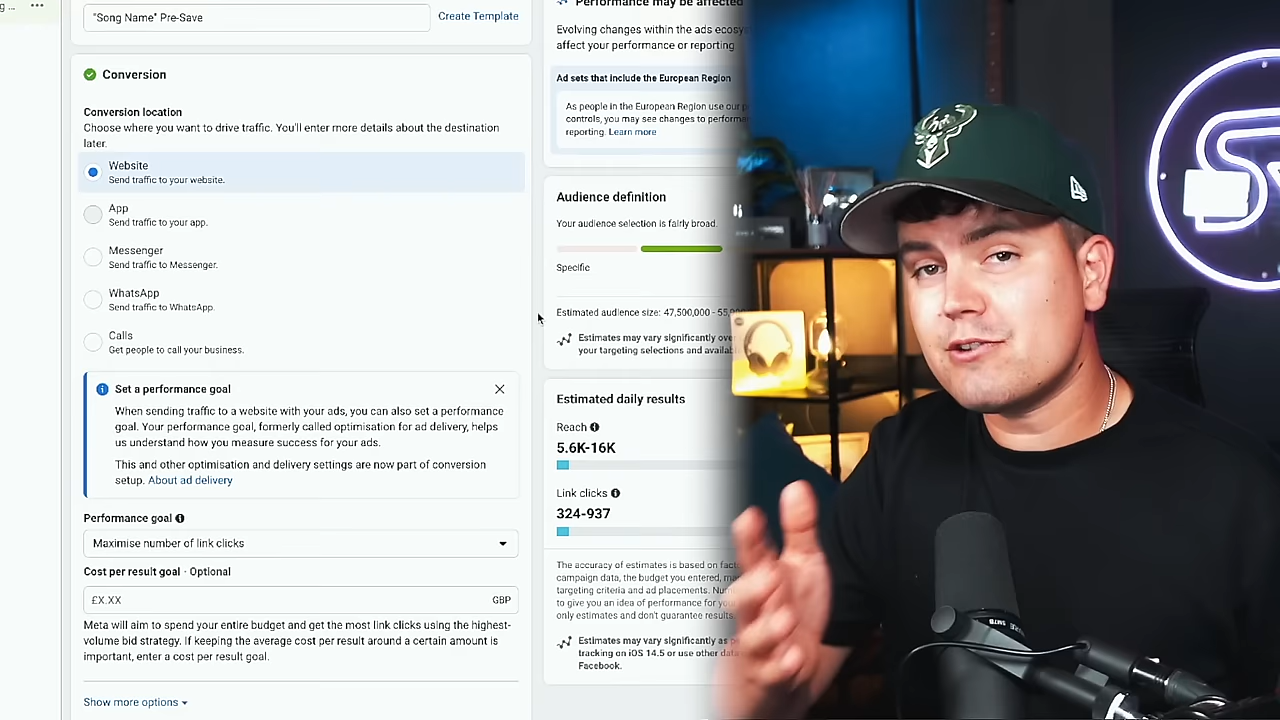 "Song Name" Pre-Save
Create Template
Conversion
Conversion location
Choose where you want to drive traffic. You'll enter more details about the destination
later.
Website
Send traffic to your website.
App
Send traffic to your app.
Messenger
Send traffic to Messenger.
WhatsApp
Send traffic to WhatsApp.
Calls
Get people to call your business.
Set a performance goal
When sending traffic to a website with your ads, you can also set a performance
goal. Your performance goal, formerly called optimisation for ad delivery, helps
us understand how you measure success for your ads.
This and other optimisation and delivery settings are now part of conversion
setup. About ad delivery
Performance goal
Maximise number of link clicks
Cost per result goal · Optional
£X.XX
GBP
Meta will aim to spend your entire budget and get the most link clicks using the highest-
volume bid strategy. If keeping the average cost per result around a certain amount is
important, enter a cost per result goal.
Show more options
Performance may be affected
Evolving changes within the ads
affect your performance or reporting
Ad sets that include the European Region
As people in the European Region use our
controls, you may see changes to
reporting. Learn more
Audience definition
Your audience selection is fairly broad.
Specific
Estimated audience size: 47,500,000 -
Estimates may vary significantly
your targeting selections and
Estimated daily results
Reach
5.6K-16K
Link clicks
324-937
The accuracy of estimates is based on
campaign data, the budget you entered,
targeting criteria and ad placements.
to give you an idea of performance for
only estimates and don't guarantee results.
Estimates may vary significantly as
tracking on iOS 14.5 or use other data
Facebook.